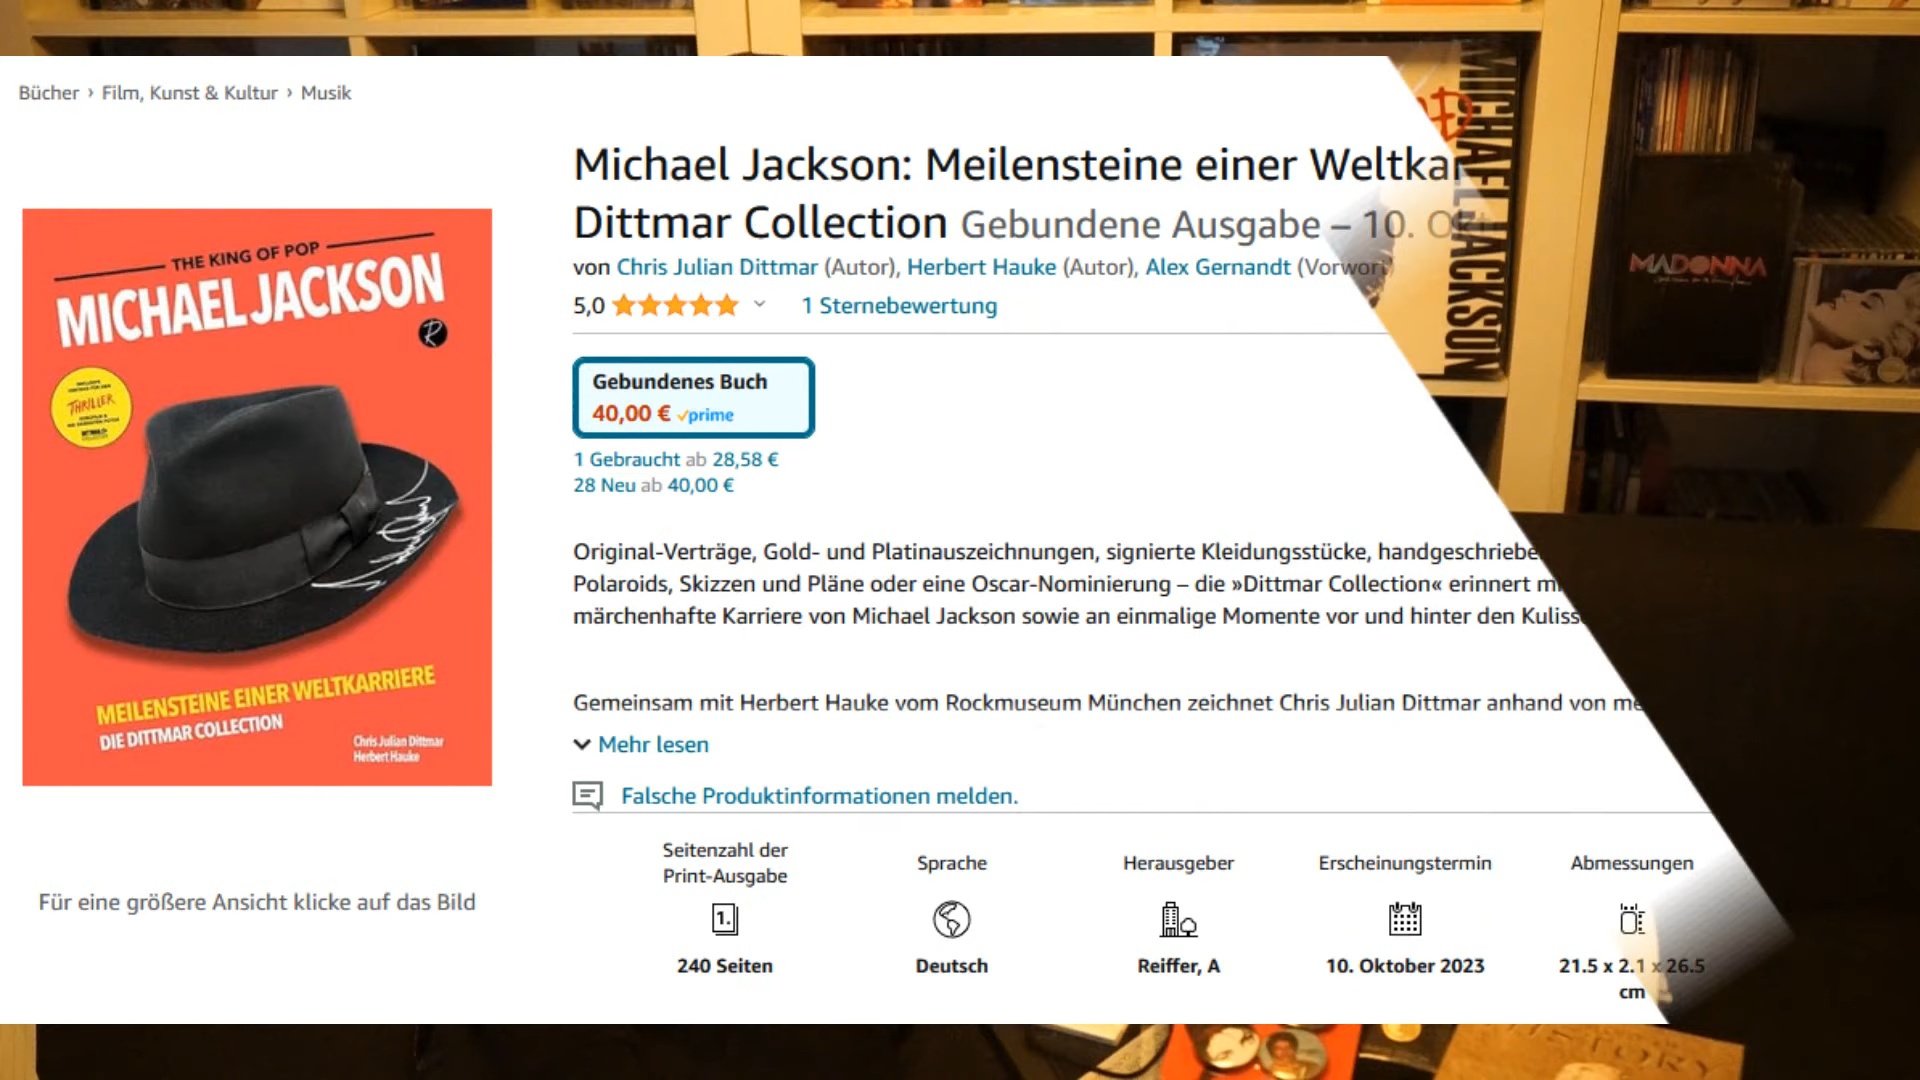 Bücher › Film, Kunst & Kultur › Musik
Michael Jackson: Meilensteine einer Weltkar
Dittmar Collection Gebundene Ausgabe – 10. Ok
von Chris Julian Dittmar (Autor), Herbert Hauke (Autor), Alex Gernandt (Vorwort)
5,0 1 Sternebewertung
Gebundenes Buch
40,00 € prime
1 Gebraucht ab 28,58 €
28 Neu ab 40,00 €
Original-Verträge, Gold- und Platinauszeichnungen, signierte Kleidungsstücke, handgeschriebe
Polaroids, Skizzen und Pläne oder eine Oscar-Nominierung – die »Dittmar Collection« erinnert m
märchenhafte Karriere von Michael Jackson sowie an einmalige Momente vor und hinter den Kuliss
Gemeinsam mit Herbert Hauke vom Rockmuseum München zeichnet Chris Julian Dittmar anhand von me
Mehr lesen
Falsche Produktinformationen melden.
Seitenzahl der
Print-Ausgabe
1.
240 Seiten
Sprache
Deutsch
Herausgeber
Reiffer, A
Erscheinungstermin
10. Oktober 2023
Abmessungen
21.5 x 2.1 x 26.5
cm
THE KING OF POP
MICHAEL JACKSON
R
THRILLER
MEILENSTEINE EINER WELTKARRIERE
DIE DITTMAR COLLECTION
Chris Julian Dittmar
Herbert Hauke
Für eine größere Ansicht klicke auf das Bild
MICHAEL JACKSON
MADONNA
HISTORY